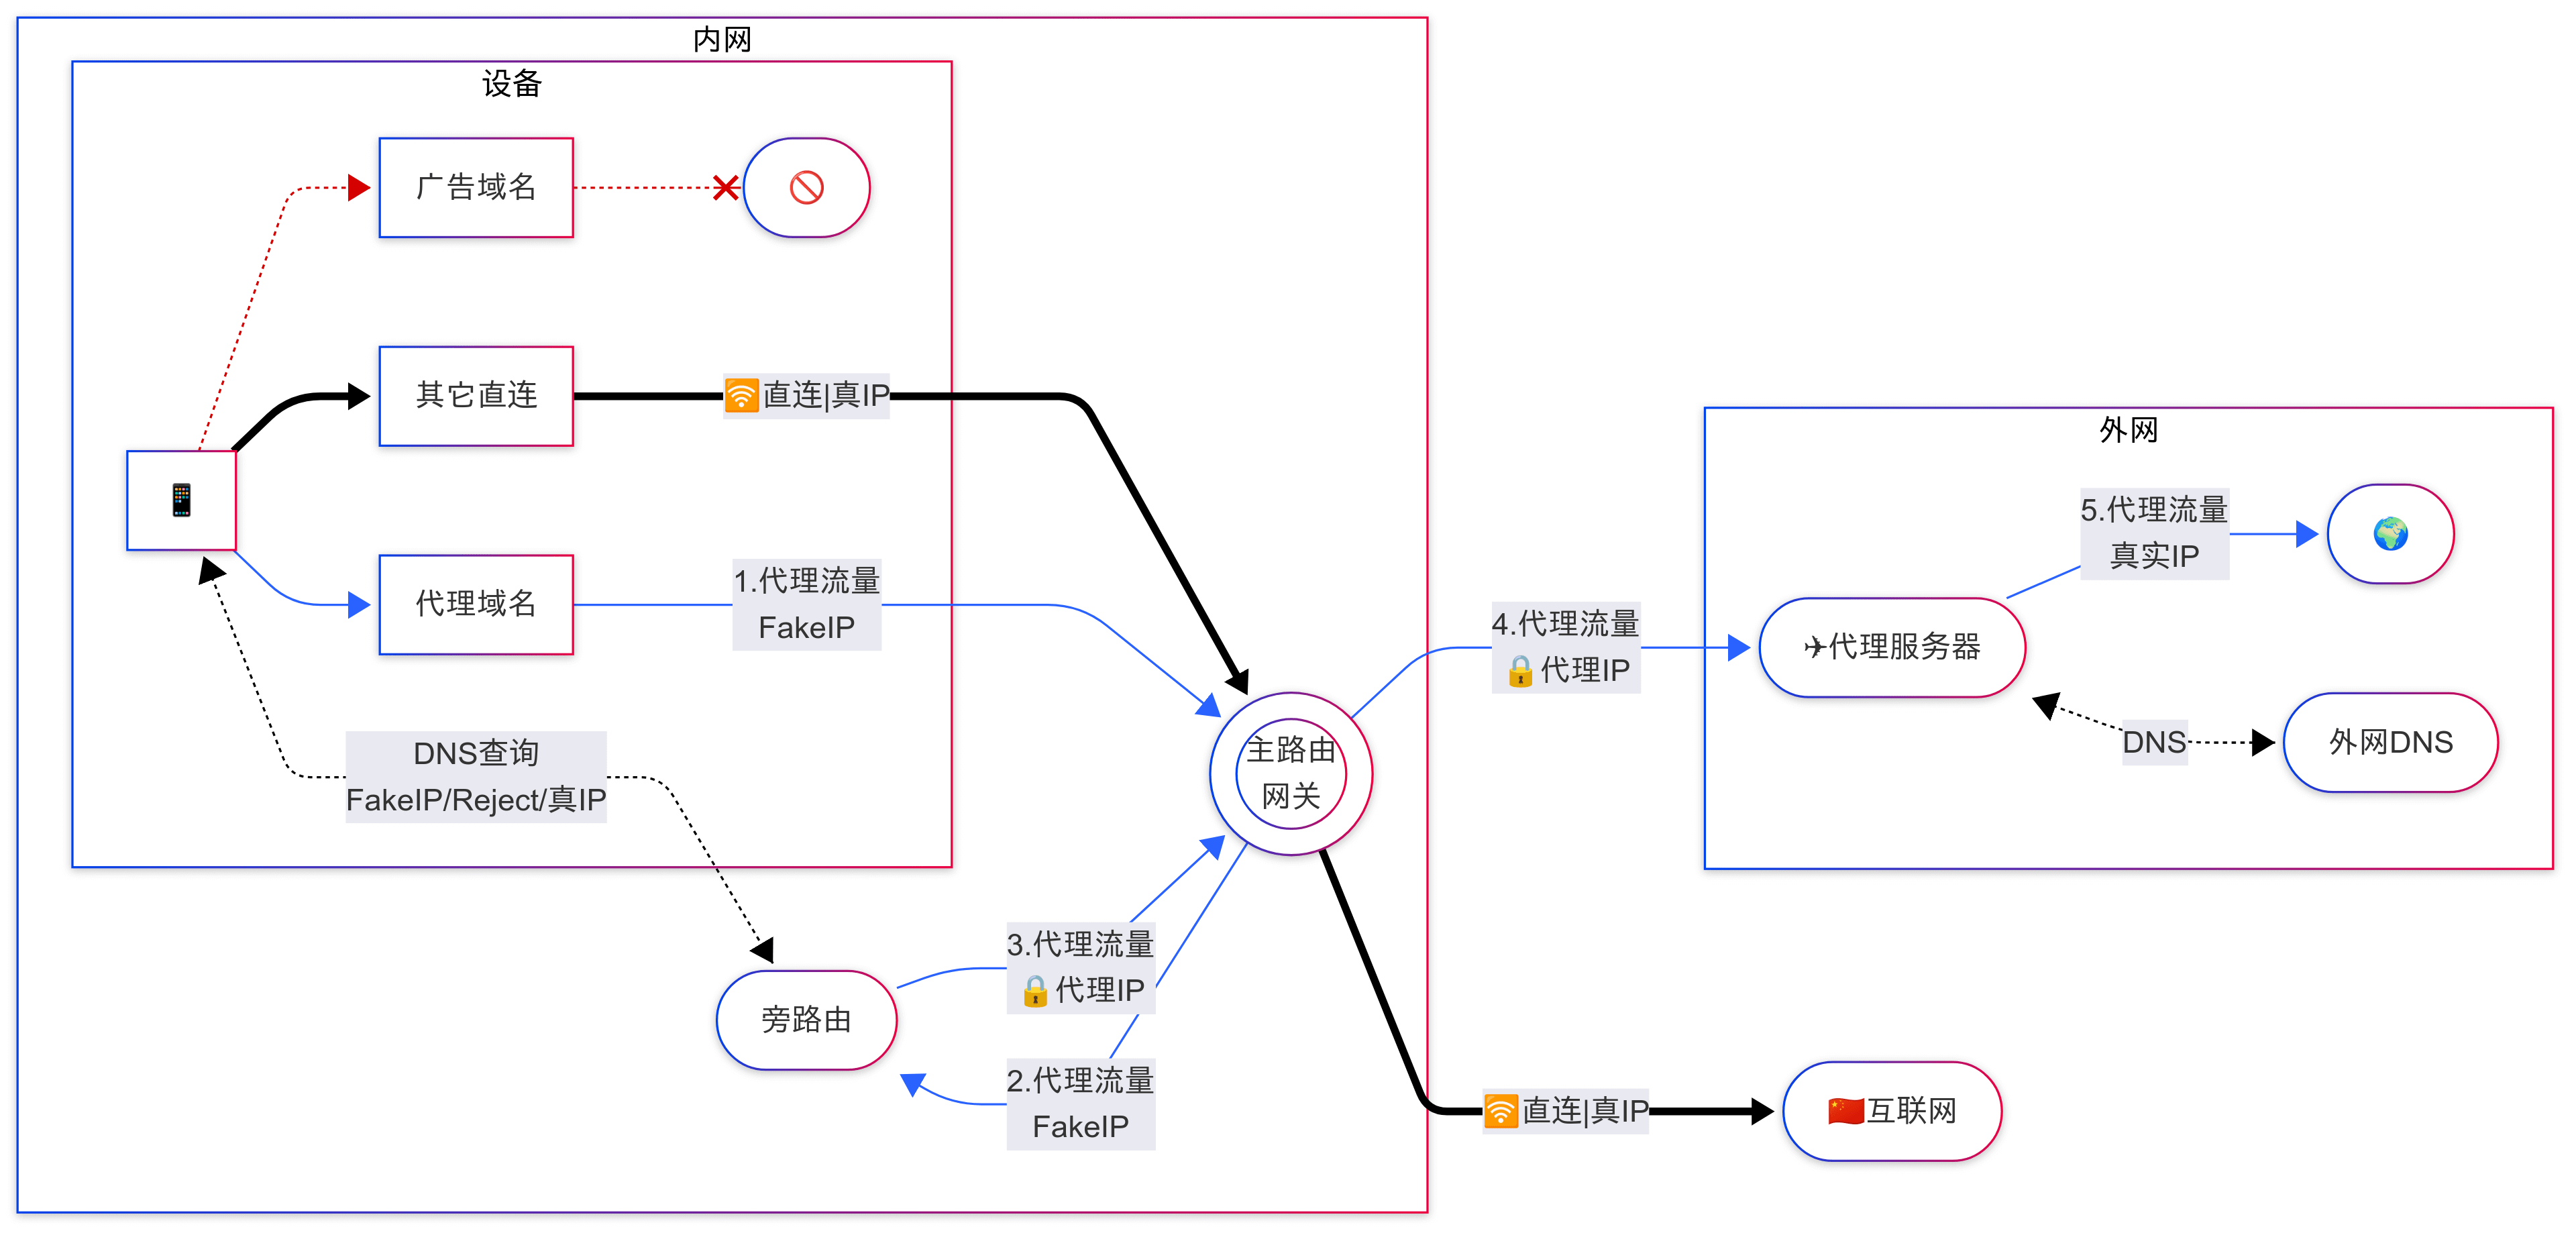 内网
设备
广告域名
🚫
其它直连
🛜直连|真IP
📱
代理域名
1.代理流量
FakeIP
DNS查询
FakeIP/Reject/真IP
主路由
网关
3.代理流量
🔒代理IP
旁路由
2.代理流量
FakeIP
4.代理流量
🔒代理IP
外网
5.代理流量
真实IP
🌍
✈代理服务器
DNS
外网DNS
🛜直连|真IP
🇨🇳互联网